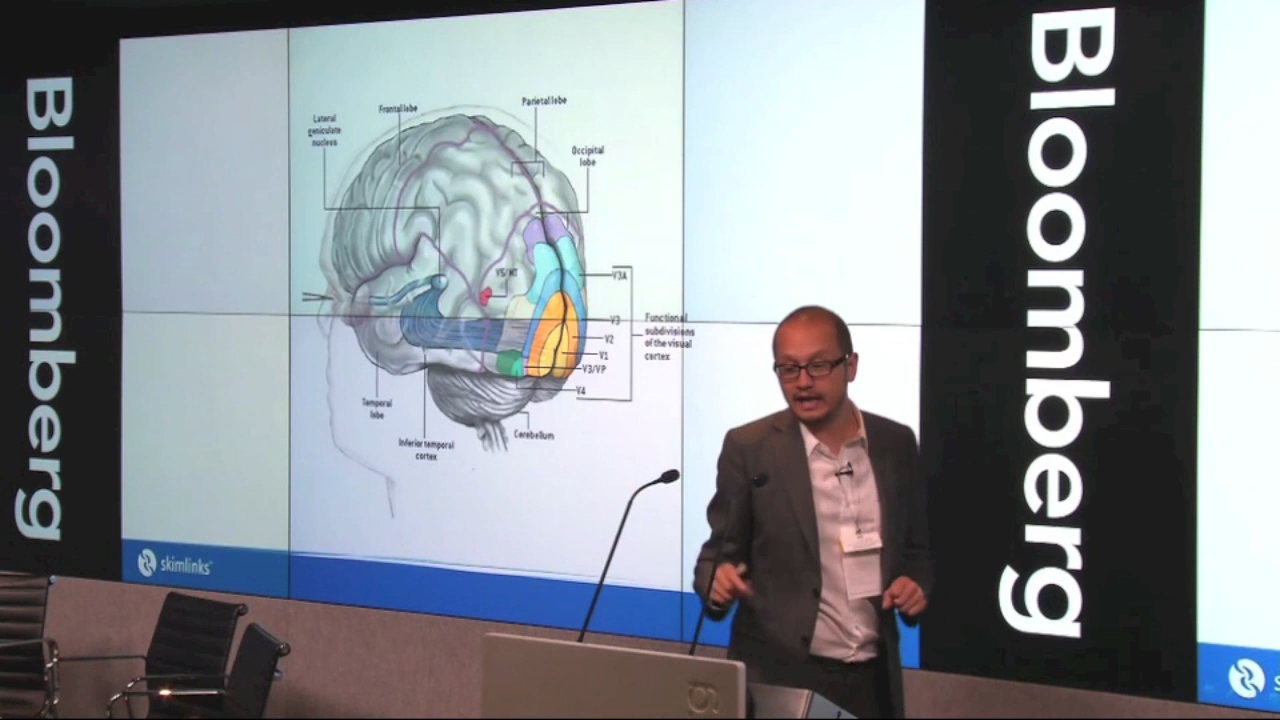 Bloomberg
Frontal lobe
Parietal lobe
Lateral
geniculate
nucleus
Occipital
lobe
V5/MT
V3A
V3
Functional
subdivisions
of the visual
cortex
V2
V1
V3/VP
V4
Temporal
lobe
Inferior temporal
cortex
Cerebellum
skimlinks
Bloomberg